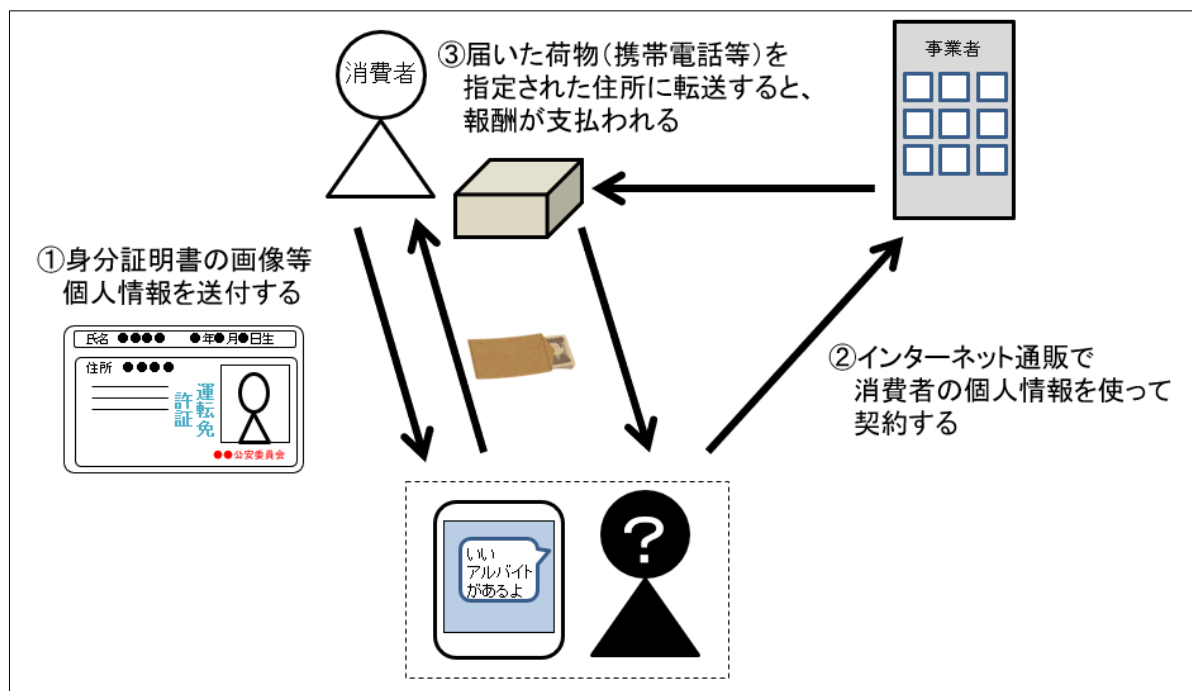 消費者
③届いた荷物(携帯電話等)を
指定された住所に転送すると、
報酬が支払われる
事業者
①身分証明書の画像等
個人情報を送付する
氏名 ●●●● ●年●月●日生
住所 ●●●●
運転免
許証
●●公安委員会
②インターネット通販で
消費者の個人情報を使って
契約する
いい
アルバイト
があるよ
?